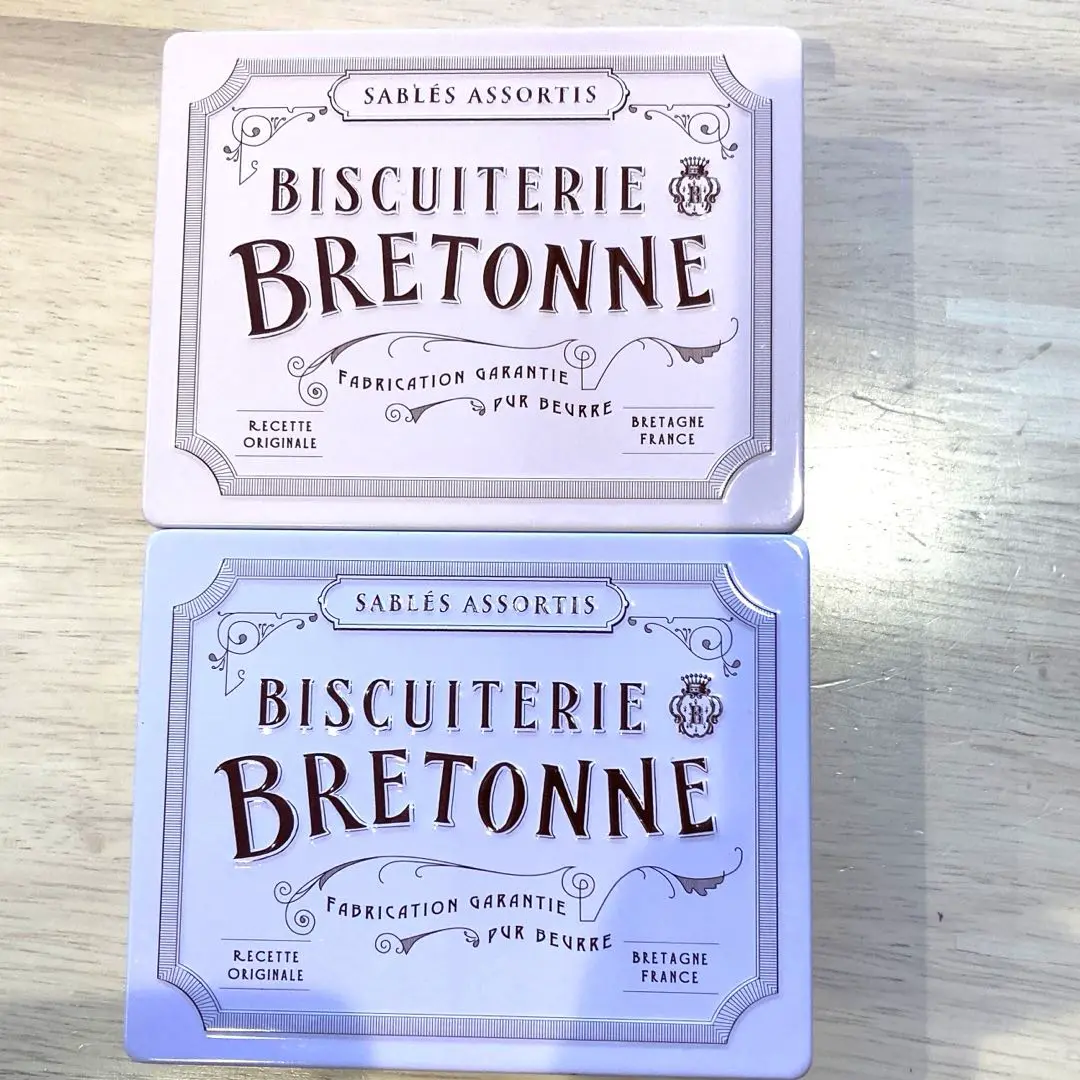 SABLÉS ASSORTIS
BISCUITERIE
B
BRETONNE
FABRICATION GARANTIE
PUR BEURRE
RECETTE
ORIGINALE
BRETAGNE
FRANCE
SABLÉS ASSORTIS
BISCUITERIE
B
BRETONNE
FABRICATION GARANTIE
PUR BEURRE
RECETTE
ORIGINALE
BRETAGNE
FRANCE